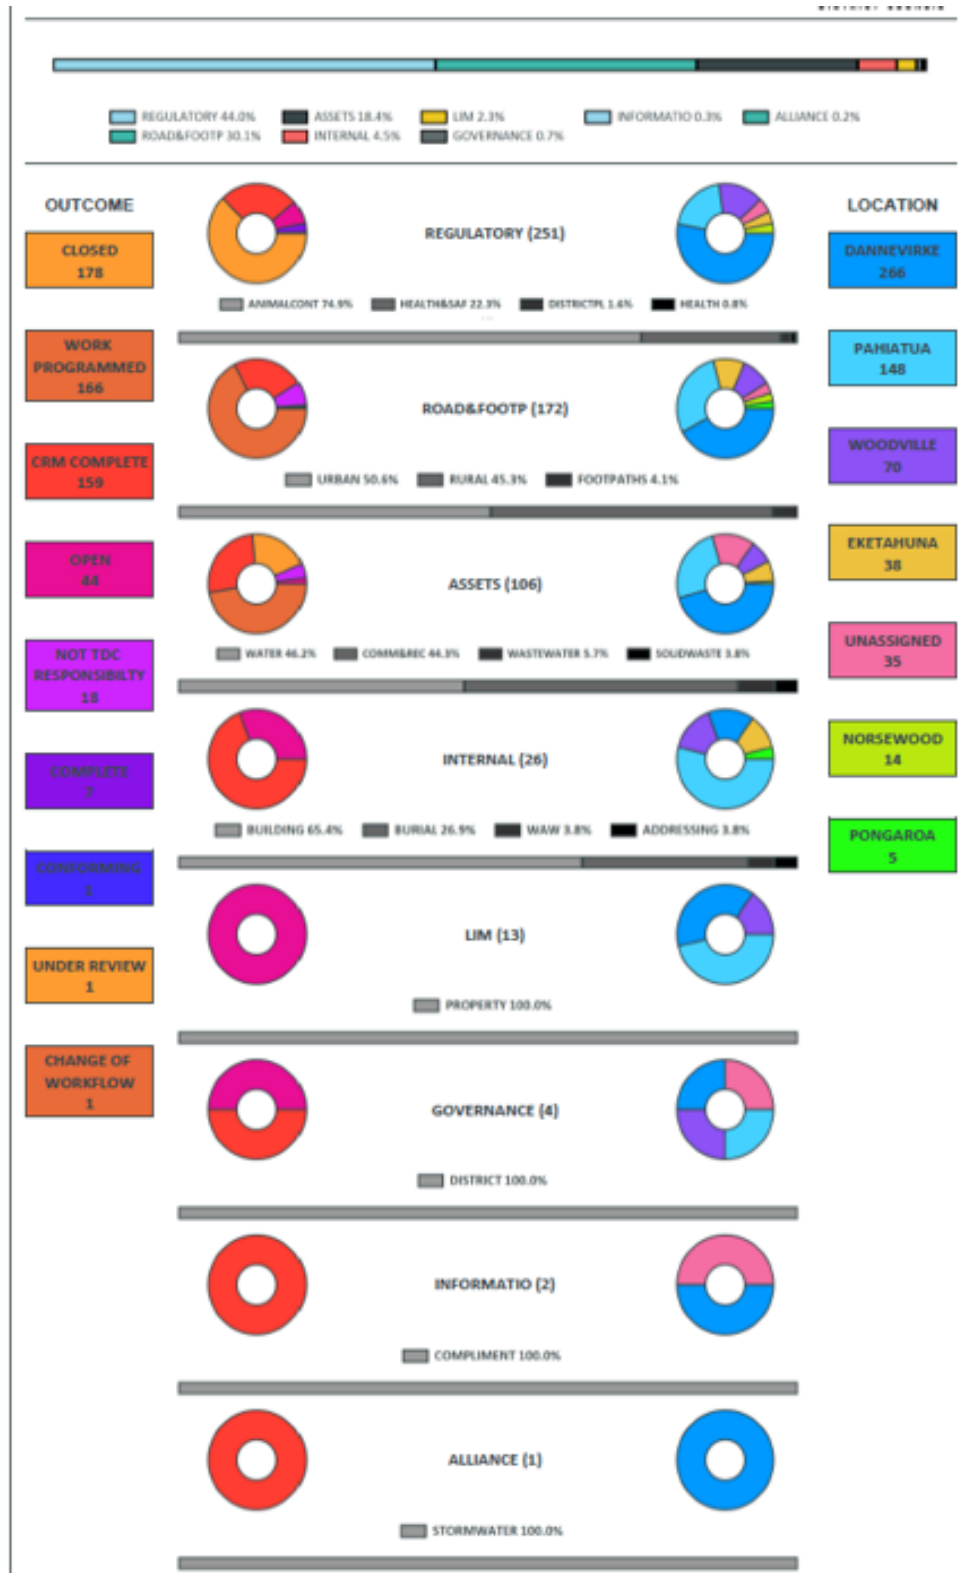 REGULATORY 44.0% ASSETS 18.4% LIM 2.3% INFORMATIO 0.3% ALLIANCE 0.2%
ROAD&FOOTP 30.1% INTERNAL 4.5% GOVERNANCE 0.7%
OUTCOME
CLOSED
178
WORK
PROGRAMMED
166
CRM COMPLETE
159
OPEN
44
NOT TDC
RESPONSIBILTY
18
COMPLETE
7
CONFORMING
1
UNDER REVIEW
1
CHANGE OF
WORKFLOW
1
REGULATORY (251)
ANIMALCONT 74.9% HEALTH&SAF 22.3% DISTRICTPL 1.6% HEALTH 0.8%
ROAD&FOOTP (172)
URBAN 50.6% RURAL 45.3% FOOTPATHS 4.1%
ASSETS (106)
WATER 46.2% COMM&REC 44.3% WASTEWATER 5.7% SOLIDWASTE 3.8%
INTERNAL (26)
BUILDING 65.4% BURIAL 26.9% WAW 3.8% ADDRESSING 3.8%
LIM (13)
PROPERTY 100.0%
GOVERNANCE (4)
DISTRICT 100.0%
INFORMATIO (2)
COMPLIMENT 100.0%
ALLIANCE (1)
STORMWATER 100.0%
LOCATION
DANNEVIRKE
266
PAHIATUA
148
WOODVILLE
70
EKETAHUNA
38
UNASSIGNED
35
NORSEWOOD
14
PONGAROA
5